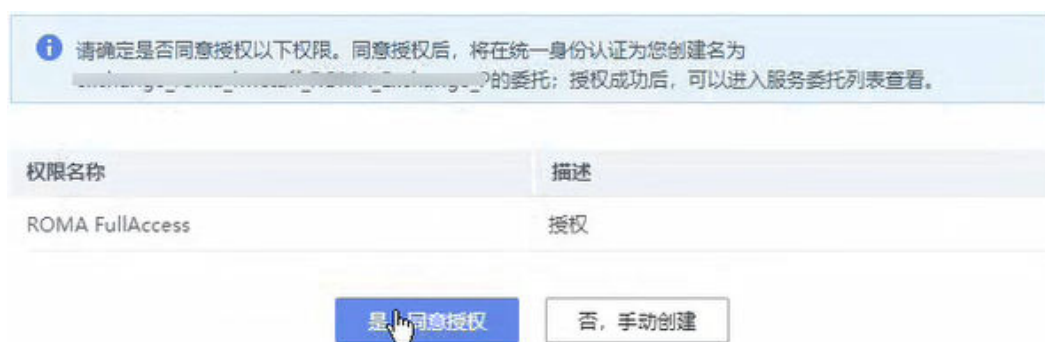 请确定是否同意授权以下权限。同意授权后，将在统一身份认证为您创建名为
的委托；授权成功后，可以进入服务委托列表查看。
权限名称 描述
ROMA FullAccess 授权
是，同意授权 否，手动创建